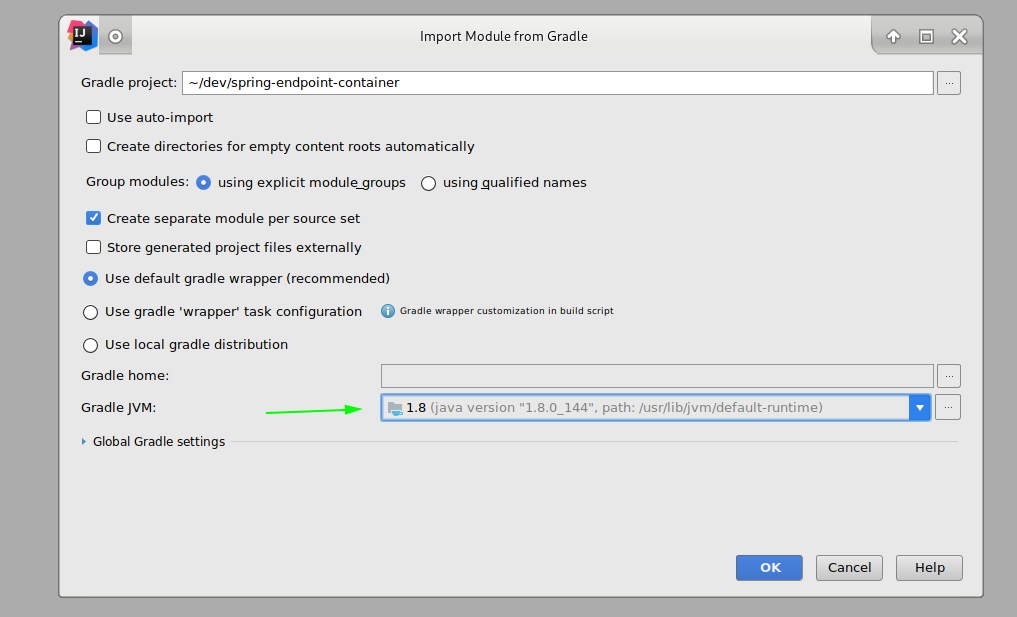 IJ
Import Module from Gradle
Gradle project: ~/dev/spring-endpoint-container ...
Use auto-import
Create directories for empty content roots automatically
Group modules: using explicit module groups using qualified names
Create separate module per source set
Store generated project files externally
Use default gradle wrapper (recommended)
Use gradle 'wrapper' task configuration Gradle wrapper customization in build script
Use local gradle distribution
Gradle home: ...
Gradle JVM: 1.8 (java version "1.8.0_144", path: /usr/lib/jvm/default-runtime) ...
Global Gradle settings
OK Cancel Help